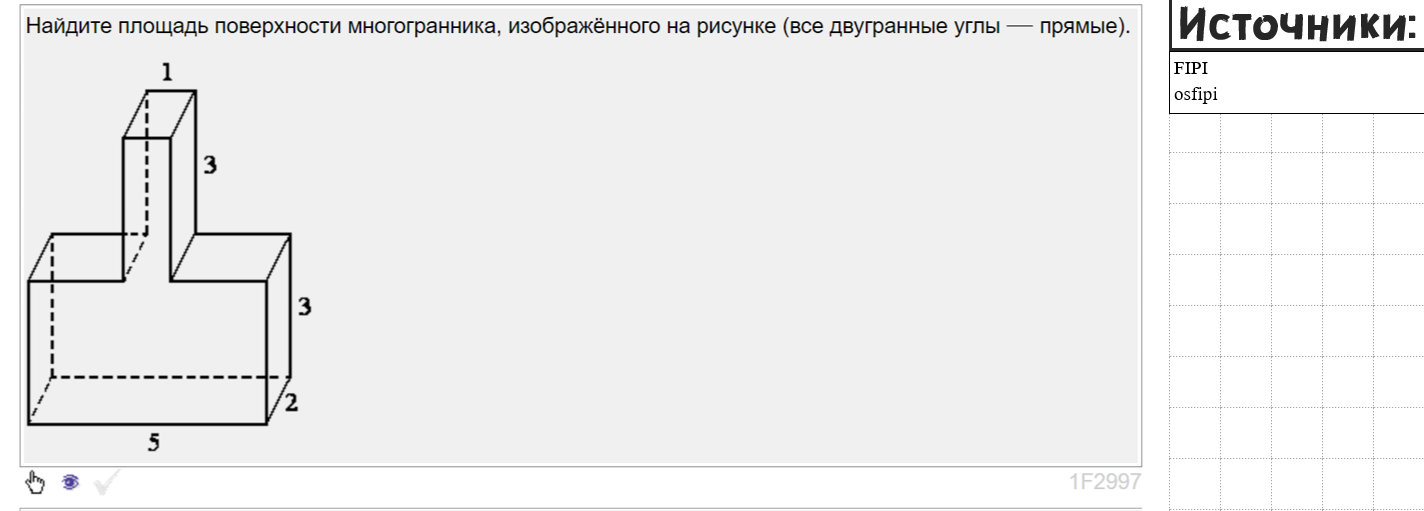 Найдите площадь поверхности многогранника, изображённого на рисунке (все двугранные углы — прямые).
1
3
3
2
5
1F2997
Источники:
FIPI
osfipi